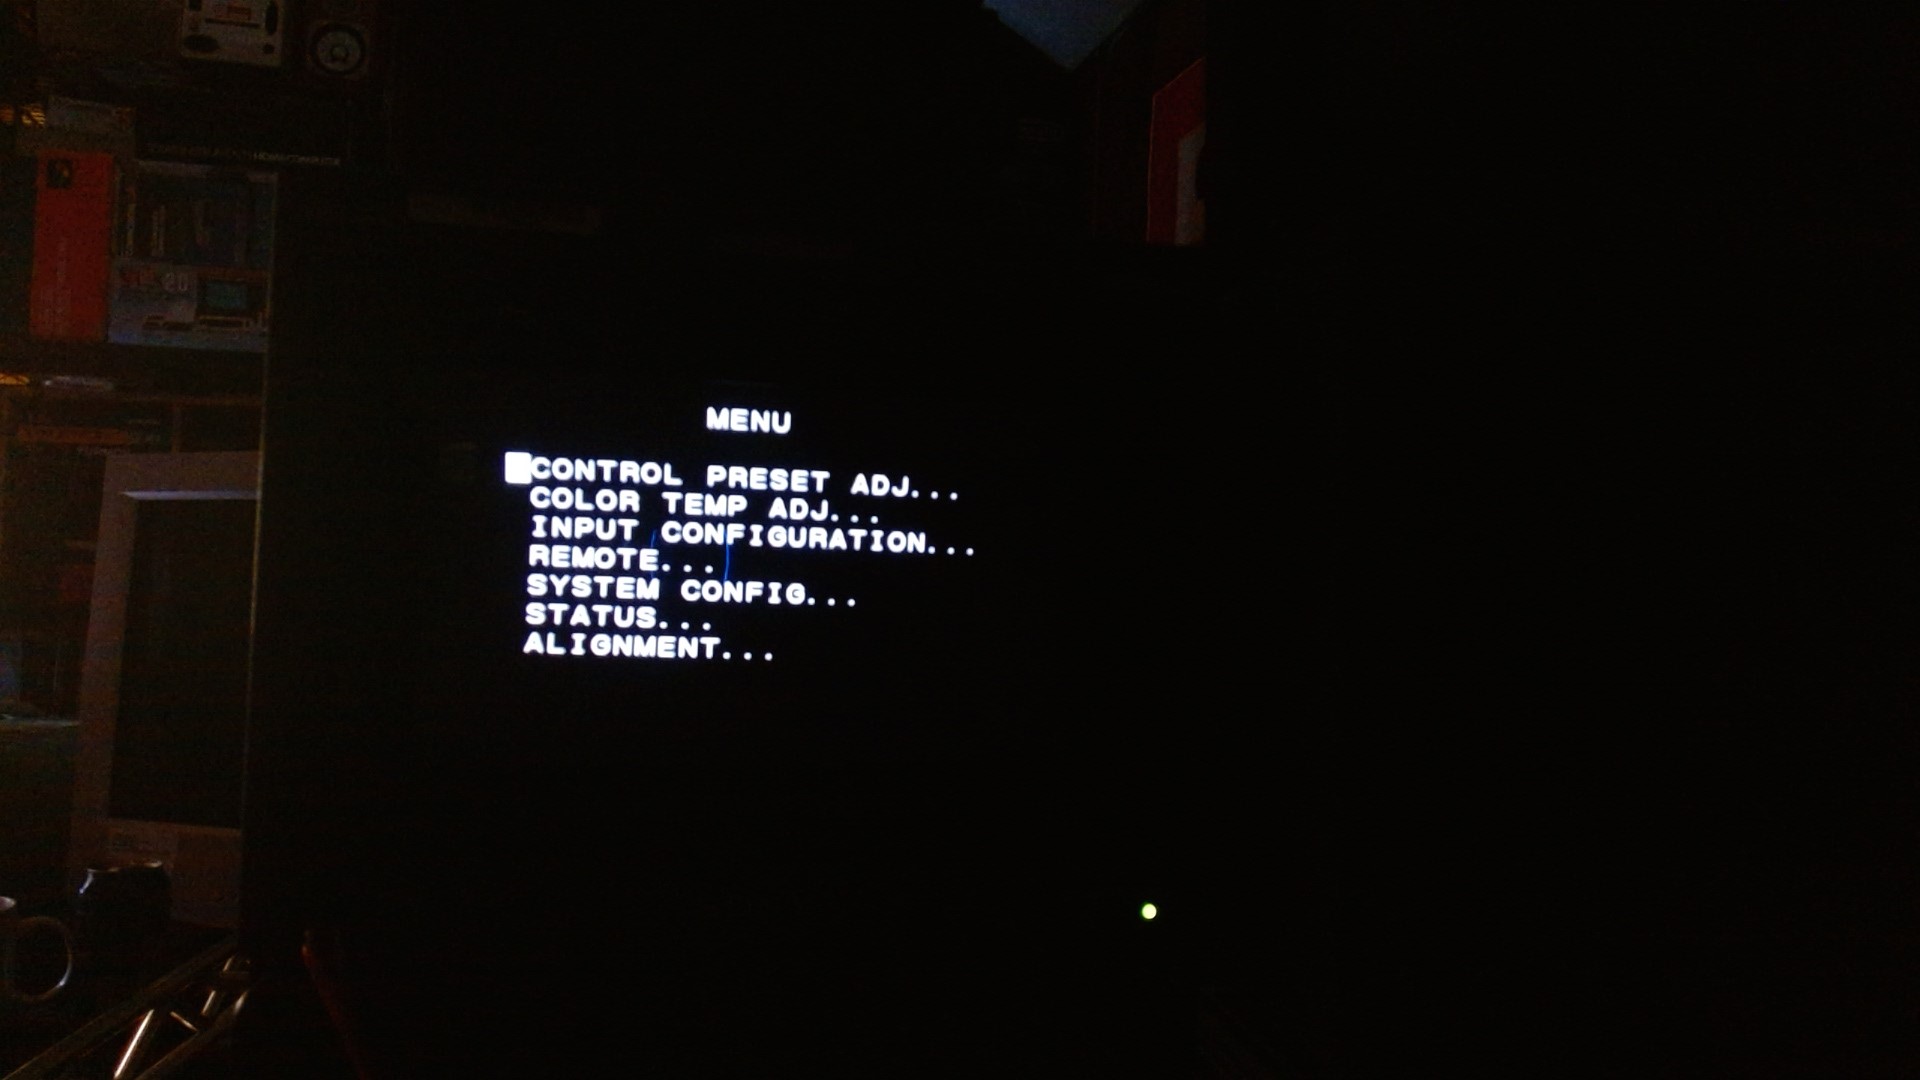 MENU
CONTROL PRESET ADJ...
COLOR TEMP ADJ...
INPUT CONFIGURATION...
REMOTE...
SYSTEM CONFIG...
STATUS...
ALIGNMENT...